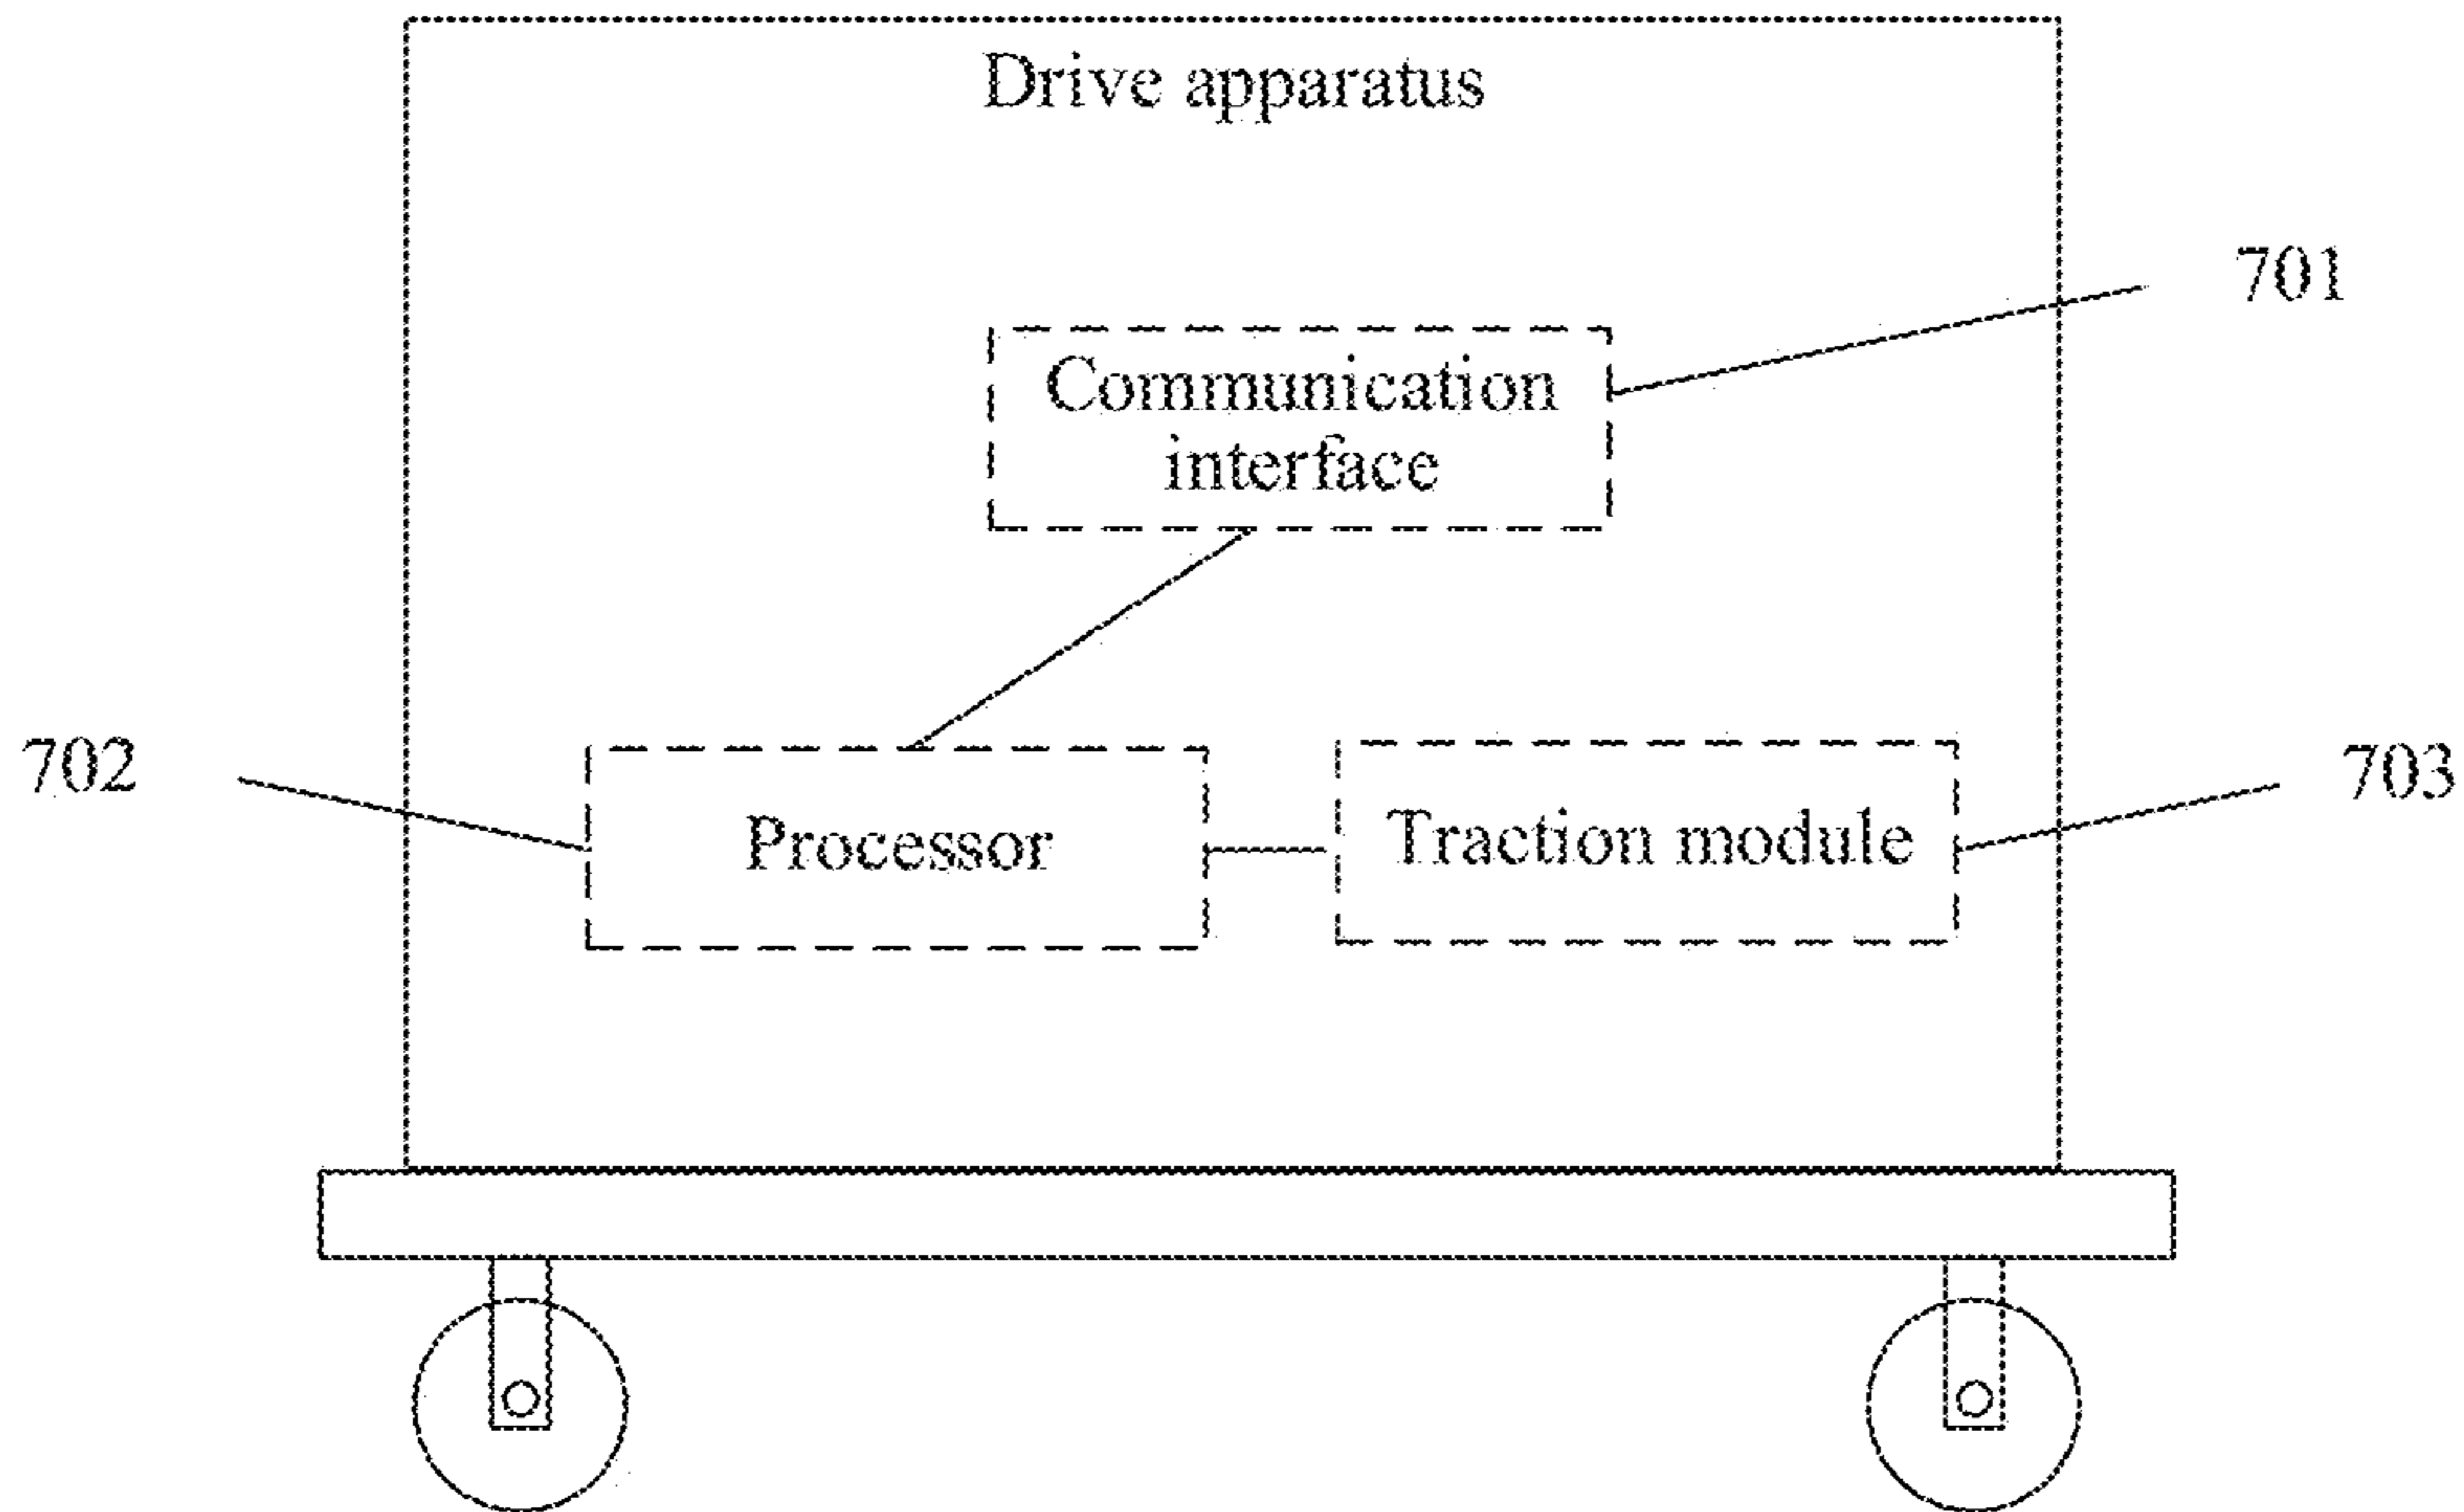 Drive apparatus
701
Communication
interface
702
Processor
Traction module
703